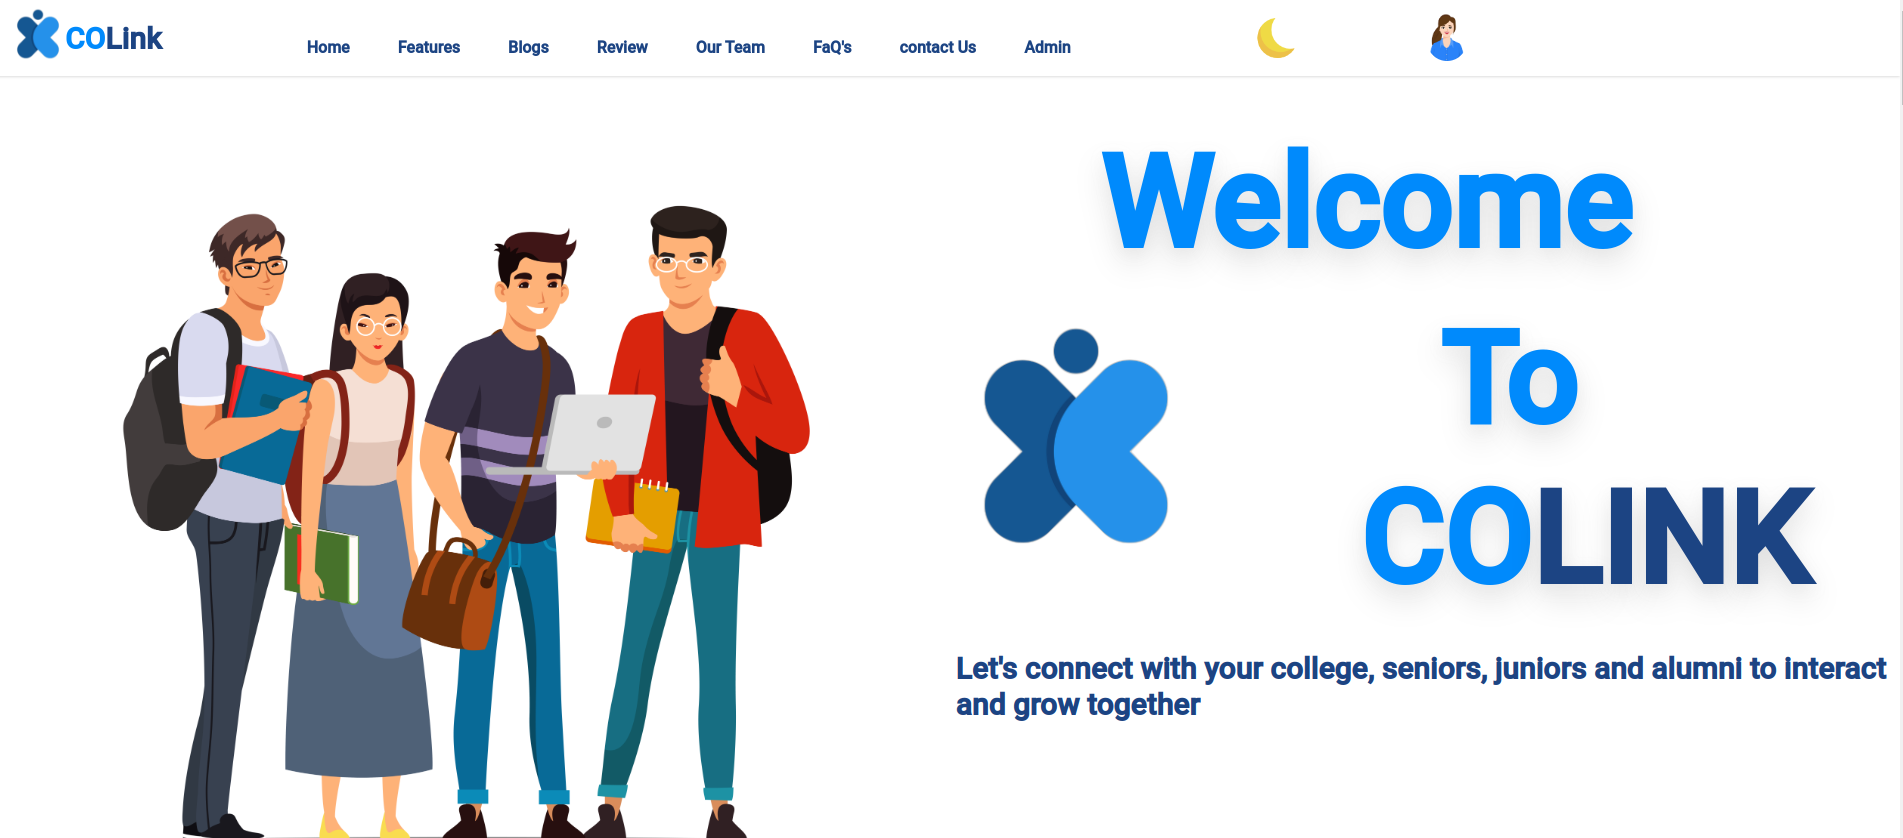 COLink
Home Features Blogs Review Our Team FaQ's contact Us Admin
Welcome
To
COLINK
Let's connect with your college, seniors, juniors and alumni to interact
and grow together